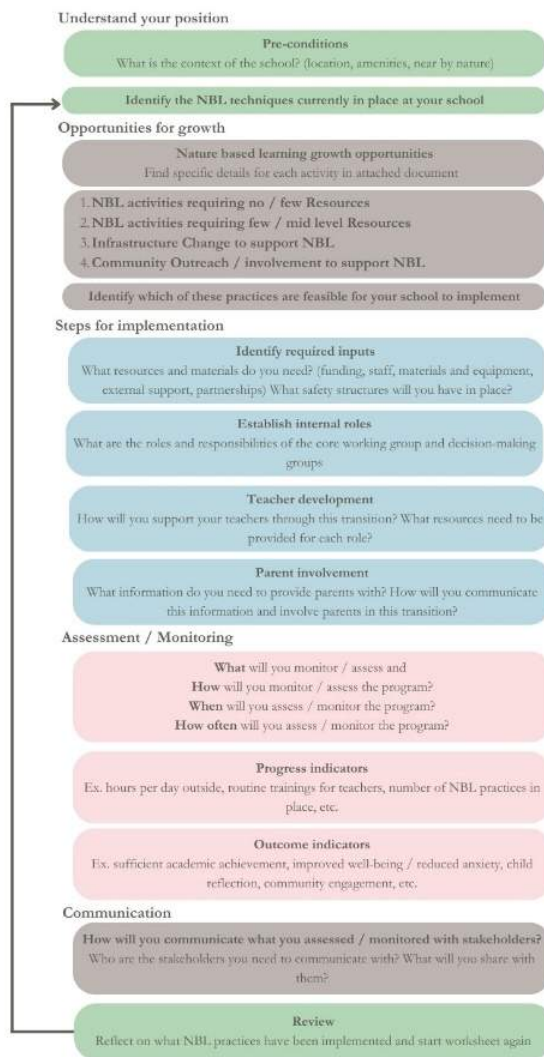 Understand your position
Pre-conditions
What is the context of the school? (location, amenities, near by nature)
Identify the NBL techniques currently in place at your school
Opportunities for growth
Nature based learning growth opportunities
Find specific details for each activity in attached document
1. NBL activities requiring no / few Resources
2. NBL activities requiring few / mid level Resources
3. Infrastructure Change to support NBL
4. Community Outreach / involvement to support NBL
Identify which of these practices are feasible for your school to implement
Steps for implementation
Identify required inputs
What resources and materials do you need? (funding, staff, materials and equipment,
external support, partnerships) What safety structures will you have in place?
Establish internal roles
What are the roles and responsibilities of the core working group and decision-making
groups
Teacher development
How will you support your teachers through this transition? What resources need to be
provided for each role?
Parent involvement
What information do you need to provide parents with? How will you communicate
this information and involve parents in this transition?
Assessment / Monitoring
What will you monitor / assess and
How will you monitor / assess the program?
When will you assess / monitor the program?
How often will you assess / monitor the program?
Progress indicators
Ex. hours per day outside, routine trainings for teachers, number of NBL practices in
place, etc.
Outcome indicators
Ex. sufficient academic achievement, improved well-being / reduced anxiety, child
reflection, community engagement, etc.
Communication
How will you communicate what you assessed / monitored with stakeholders?
Who are the stakeholders you need to communicate with? What will you share with
them?
Review
Reflect on what NBL practices have been implemented and start worksheet again